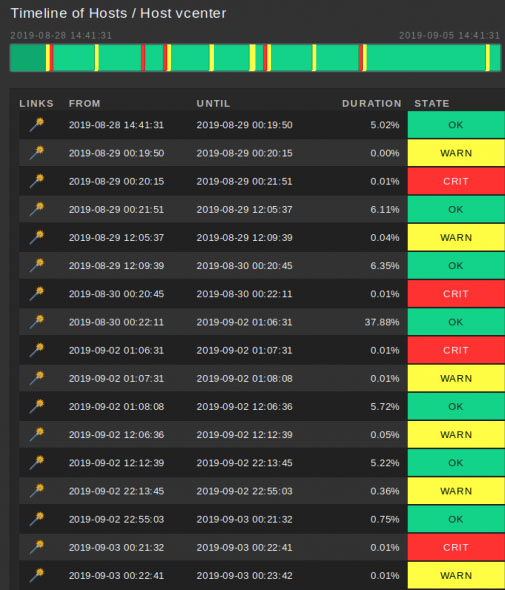 Timeline of Hosts / Host vcenter
2019-08-28 14:41:31 2019-09-05 14:41:31
LINKS FROM UNTIL DURATION STATE
2019-08-28 14:41:31 2019-08-29 00:19:50 5.02% OK
2019-08-29 00:19:50 2019-08-29 00:20:15 0.00% WARN
2019-08-29 00:20:15 2019-08-29 00:21:51 0.01% CRIT
2019-08-29 00:21:51 2019-08-29 12:05:37 6.11% OK
2019-08-29 12:05:37 2019-08-29 12:09:39 0.04% WARN
2019-08-29 12:09:39 2019-08-30 00:20:45 6.35% OK
2019-08-30 00:20:45 2019-08-30 00:22:11 0.01% CRIT
2019-08-30 00:22:11 2019-09-02 01:06:31 37.88% OK
2019-09-02 01:06:31 2019-09-02 01:07:31 0.01% CRIT
2019-09-02 01:07:31 2019-09-02 01:08:08 0.01% WARN
2019-09-02 01:08:08 2019-09-02 12:06:36 5.72% OK
2019-09-02 12:06:36 2019-09-02 12:12:39 0.05% WARN
2019-09-02 12:12:39 2019-09-02 22:13:45 5.22% OK
2019-09-02 22:13:45 2019-09-02 22:55:03 0.36% WARN
2019-09-02 22:55:03 2019-09-03 00:21:32 0.75% OK
2019-09-03 00:21:32 2019-09-03 00:22:41 0.01% CRIT
2019-09-03 00:22:41 2019-09-03 00:23:42 0.01% WARN